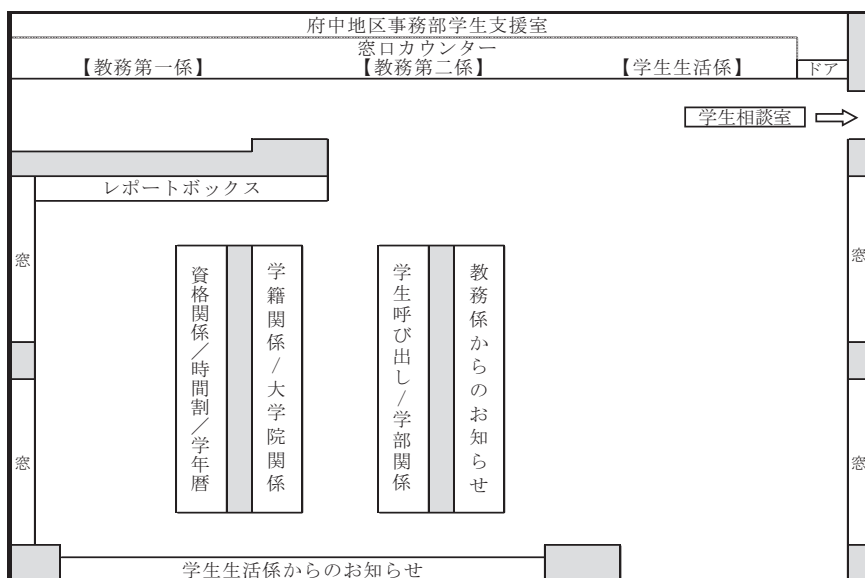 府中地区事務部学生支援室
窓口カウンター
【教務第一係】 【教務第二係】 【学生生活係】 ドア
学生相談室
レポートボックス
窓
窓
資格関係／時間割／学年暦
学籍関係／大学院関係
学生呼び出し／学部関係
教務係からのお知らせ
窓
窓
学生生活係からのお知らせ